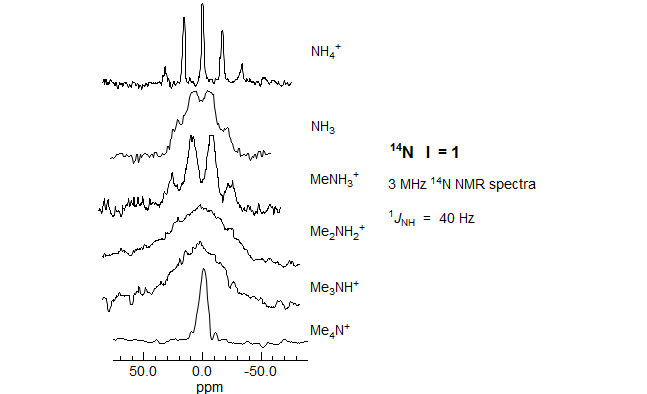 NH₄⁺
NH₃
MeNH₃⁺
Me₂NH₂⁺
Me₃NH⁺
Me₄N⁺
¹⁴N I = 1
3 MHz ¹⁴N NMR spectra
¹J_NH = 40 Hz
50.0 0.0 -50.0
ppm